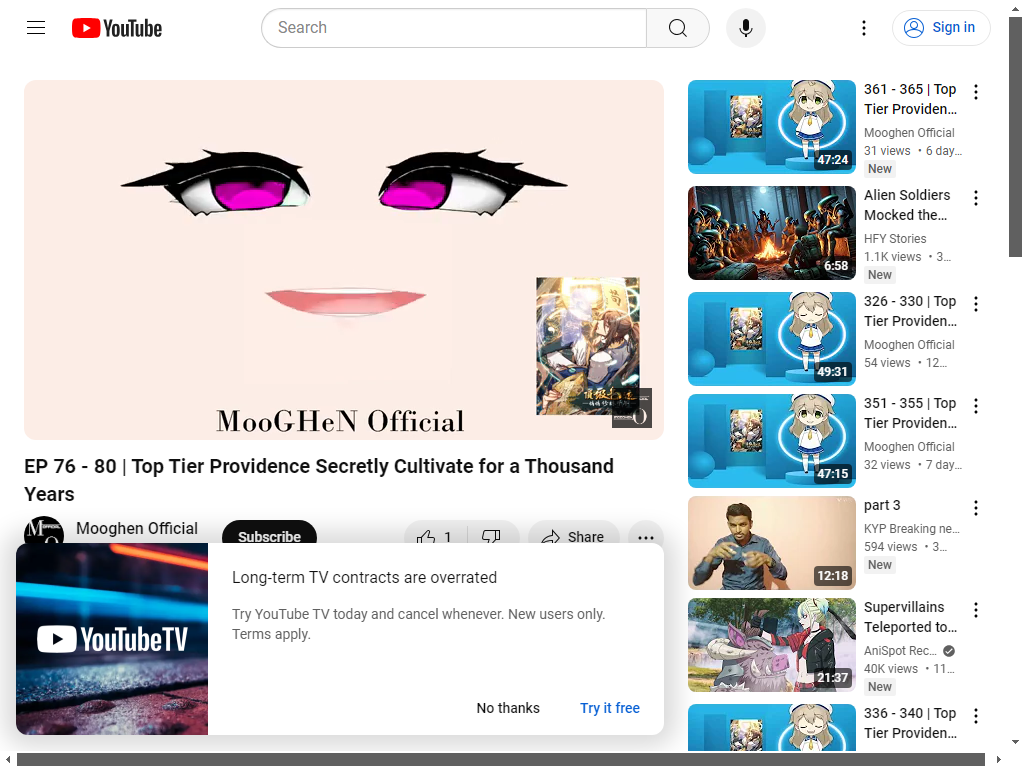 YouTube
Search
Sign in
MooGHeN Official
EP 76 - 80 | Top Tier Providence Secretly Cultivate for a Thousand
Years
Mooghen Official
Subscribe
1
Share
YouTubeTV
Long-term TV contracts are overrated
Try YouTube TV today and cancel whenever. New users only.
Terms apply.
No thanks
Try it free
47:24
361 - 365 | Top
Tier Providen...
Mooghen Official
31 views • 6 day...
New
6:58
Alien Soldiers
Mocked the...
HFY Stories
1.1K views • 3...
New
49:31
326 - 330 | Top
Tier Providen...
Mooghen Official
54 views • 12...
47:15
351 - 355 | Top
Tier Providen...
Mooghen Official
32 views • 7 day...
12:18
part 3
KYP Breaking ne...
594 views • 3...
New
21:37
Supervillains
Teleported to...
AniSpot Rec...
40K views • 11...
New
336 - 340 | Top
Tier Providen...